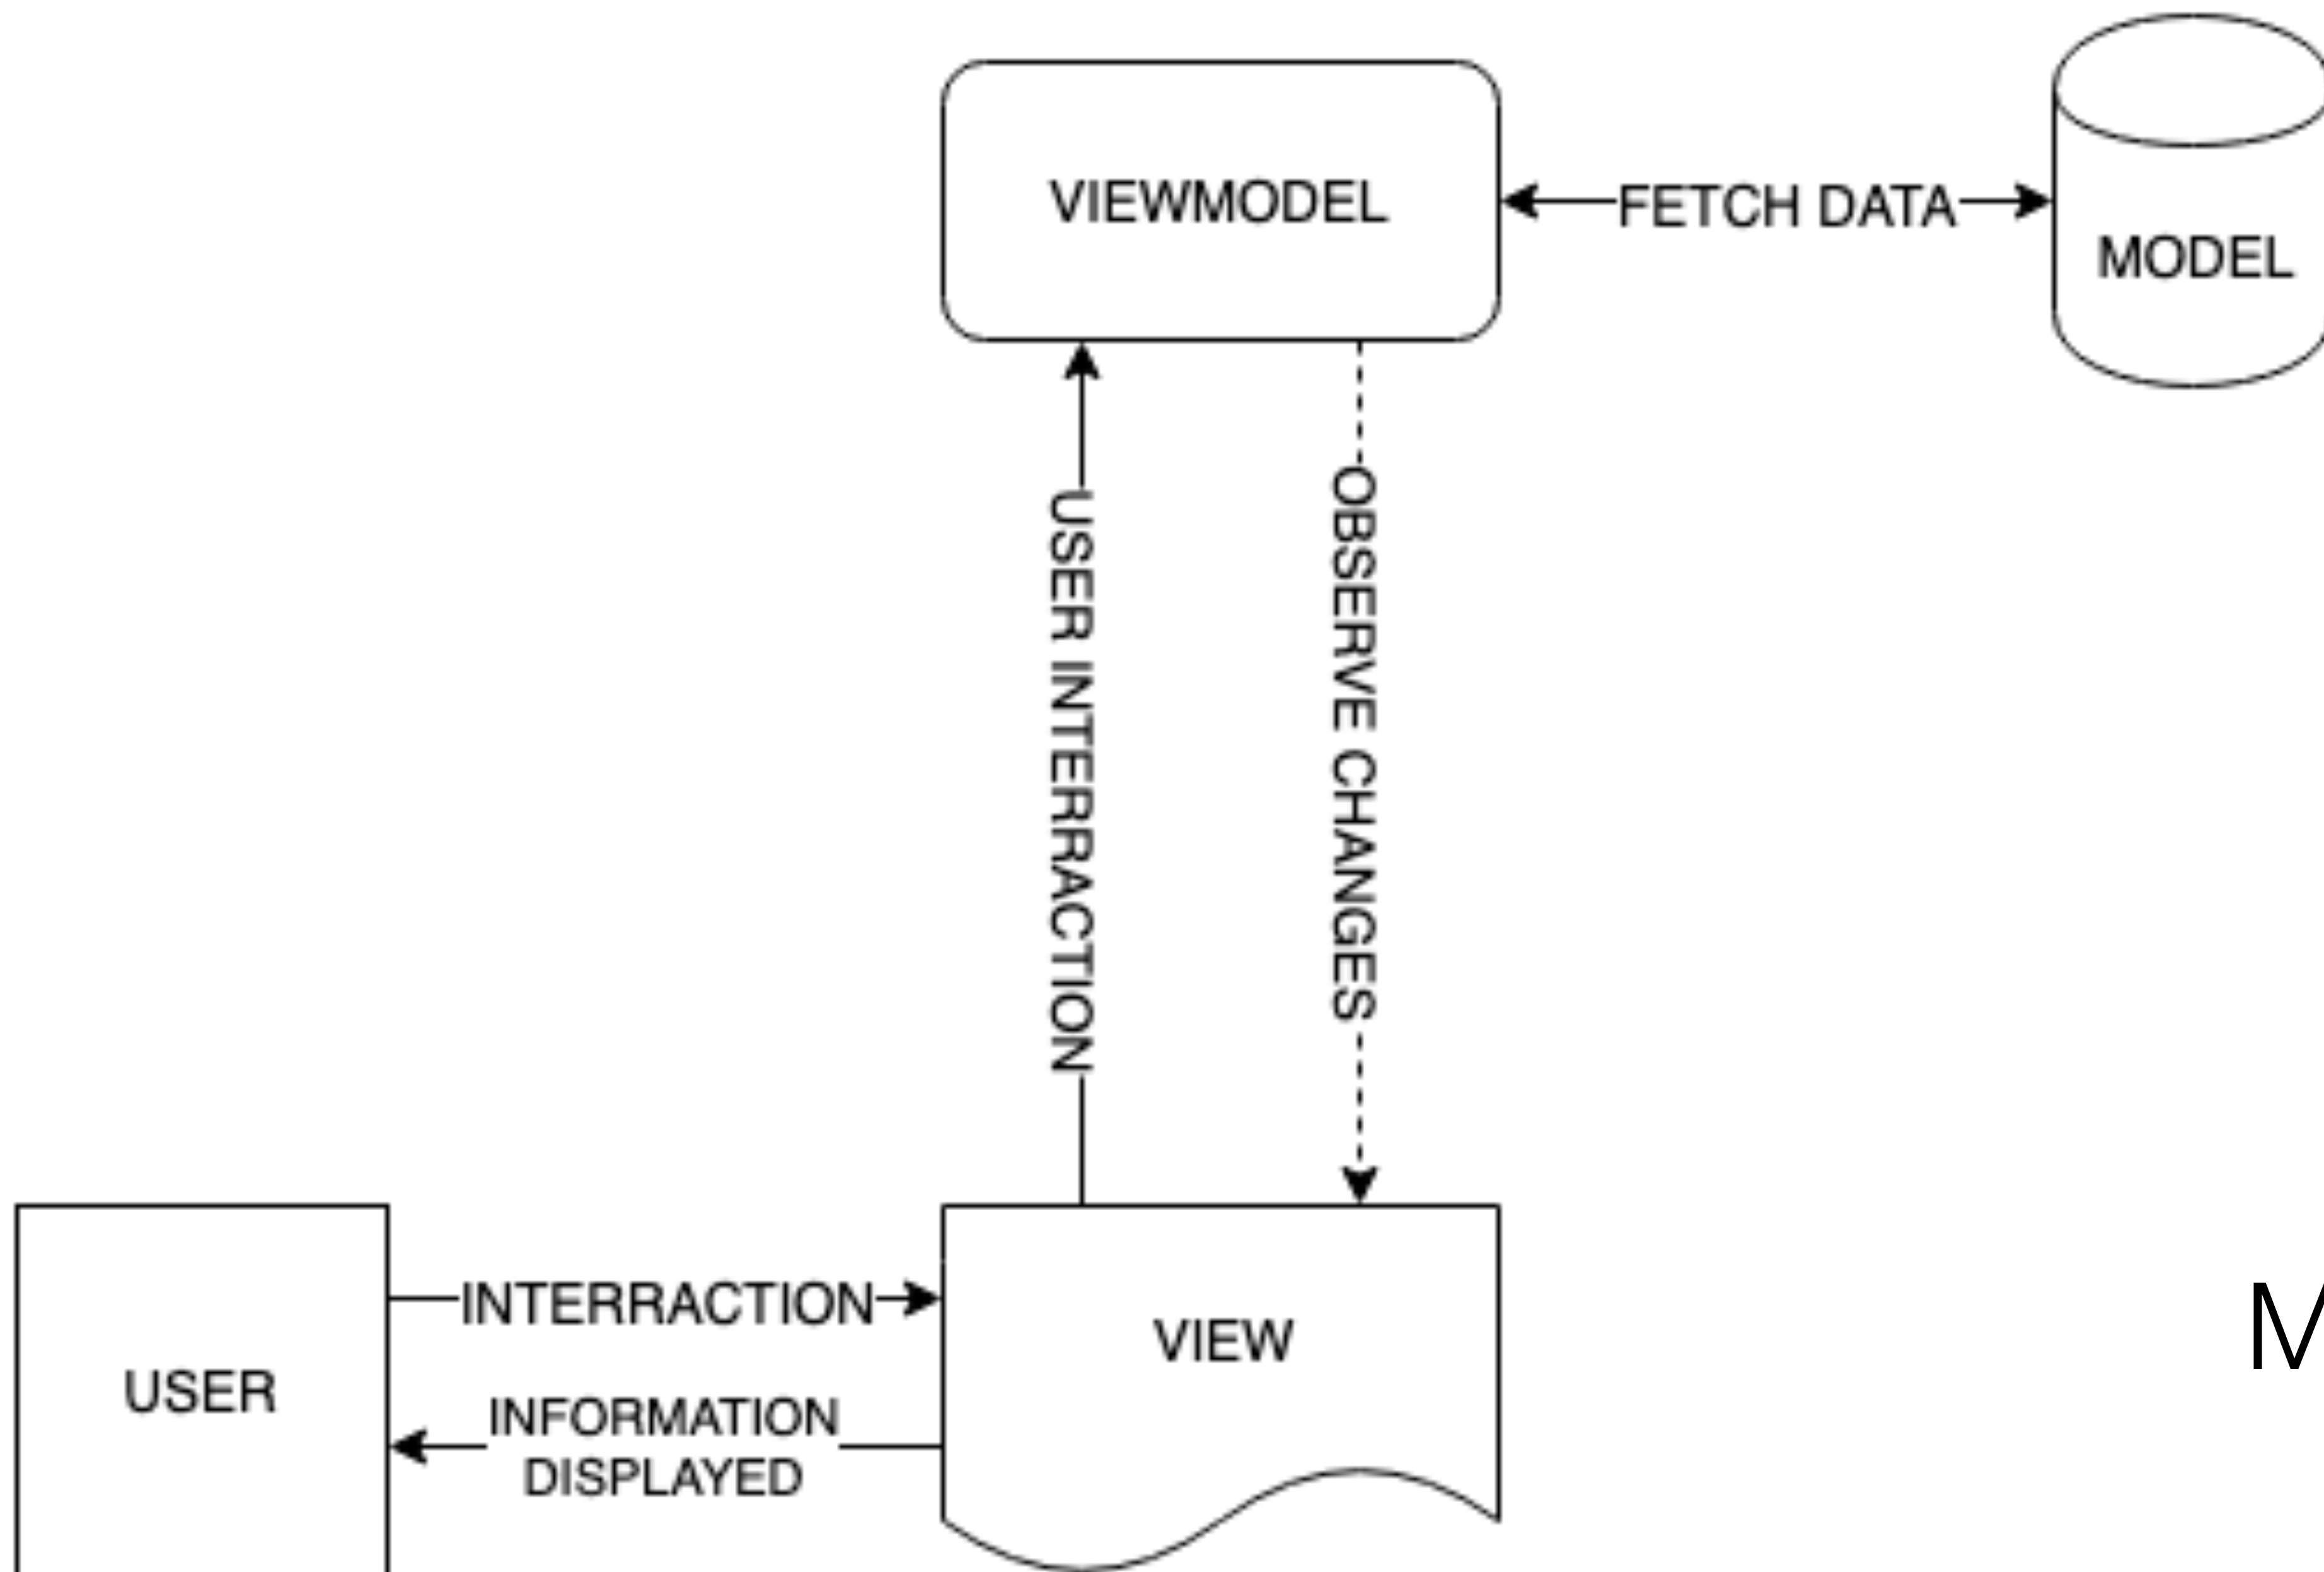 VIEWMODEL
FETCH DATA
MODEL
USER INTERRACTION
OBSERVE CHANGES
USER
INTERRACTION
INFORMATION
DISPLAYED
VIEW
M